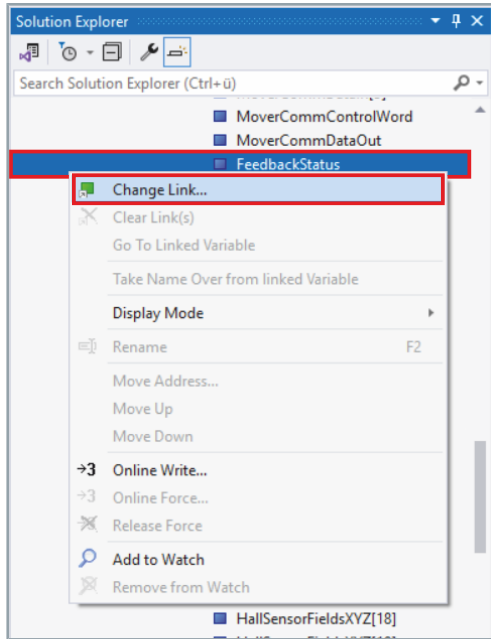 Solution Explorer
Search Solution Explorer (Ctrl+ü)
MoverCommControlWord
MoverCommDataOut
FeedbackStatus
Change Link...
Clear Link(s)
Go To Linked Variable
Take Name Over from linked Variable
Display Mode
Rename F2
Move Address...
Move Up
Move Down
→3 Online Write...
→3 Online Force...
Release Force
Add to Watch
Remove from Watch
HallSensorFieldsXYZ[18]